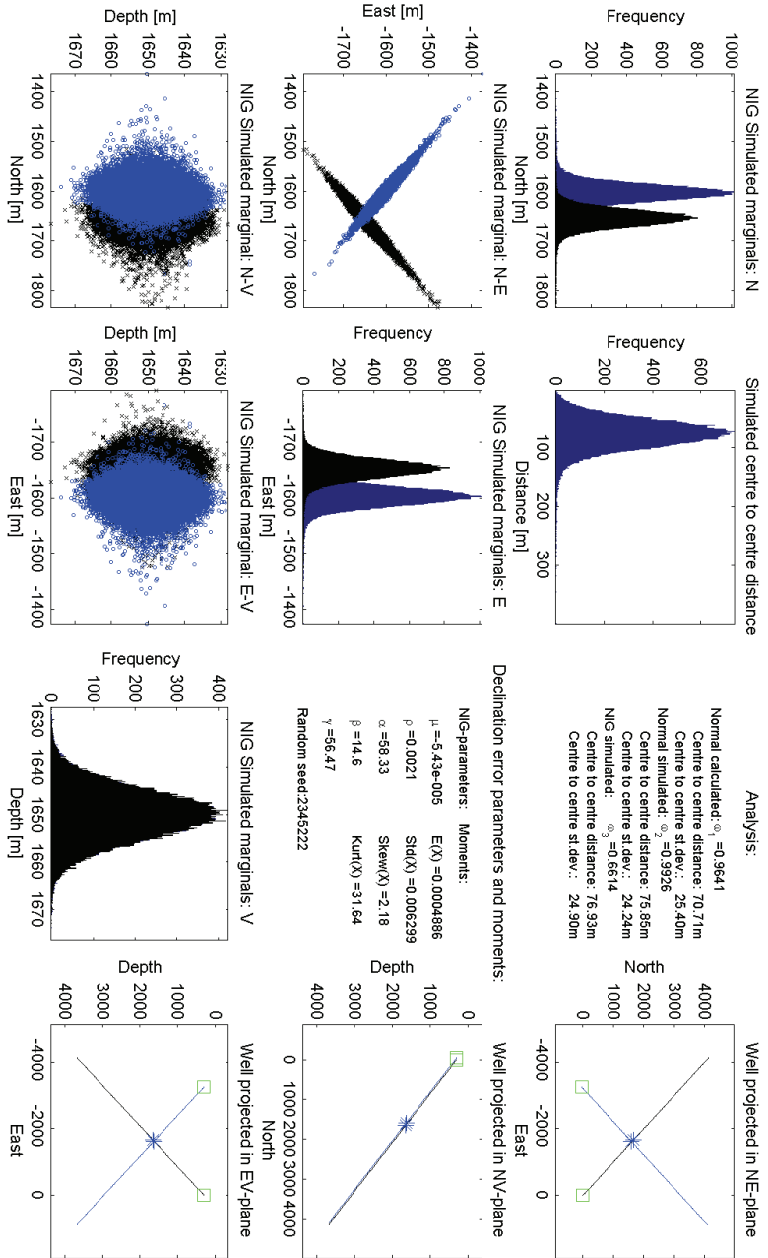 NIG Simulated marginals: N
Frequency
1000
800
600
400
200
0
1400 1500 1600 1700 1800
North [m]
Simulated centre to centre distance
Frequency
600
400
200
0
100 200 300
Distance [m]
Analysis:
Normal calculated: ω1 =0.9641
Centre to centre distance: 70.71m
Centre to centre st.dev.: 25.40m
Normal simulated: ω2 =0.9926
Centre to centre distance: 75.85m
Centre to centre st.dev.: 24.24m
NIG simulated: ω3 =0.6614
Centre to centre distance: 76.93m
Centre to centre st.dev.: 24.90m
Well projected in NE-plane
North
4000
3000
2000
1000
0
-4000 -2000 0
East
NIG Simulated marginal: N-E
East [m]
-1400
-1500
-1600
-1700
1400 1500 1600 1700 1800
North [m]
NIG Simulated marginals: E
Frequency
1000
800
600
400
200
0
-1700 -1600 -1500 -1400
East [m]
Declination error parameters and moments:
NIG-parameters: Moments:
μ =-5.43e-005 E(X) =0.0004886
ρ =0.0021 Std(X) =0.006299
α =58.33 Skew(X) =2.18
β =14.6 Kurt(X) =31.64
γ =56.47
Random seed:2345222
Well projected in NV-plane
Depth
0
2000
4000
0 1000 2000 3000 4000
North
NIG Simulated marginal: N-V
Depth [m]
1630
1640
1650
1660
1670
1400 1500 1600 1700 1800
North [m]
NIG Simulated marginal: E-V
Depth [m]
1630
1640
1650
1660
1670
-1700 -1600 -1500 -1400
East [m]
NIG Simulated marginals: V
Frequency
400
300
200
100
0
1630 1640 1650 1660 1670
Depth [m]
Well projected in EV-plane
Depth
0
1000
2000
3000
4000
-4000 -2000 0
East